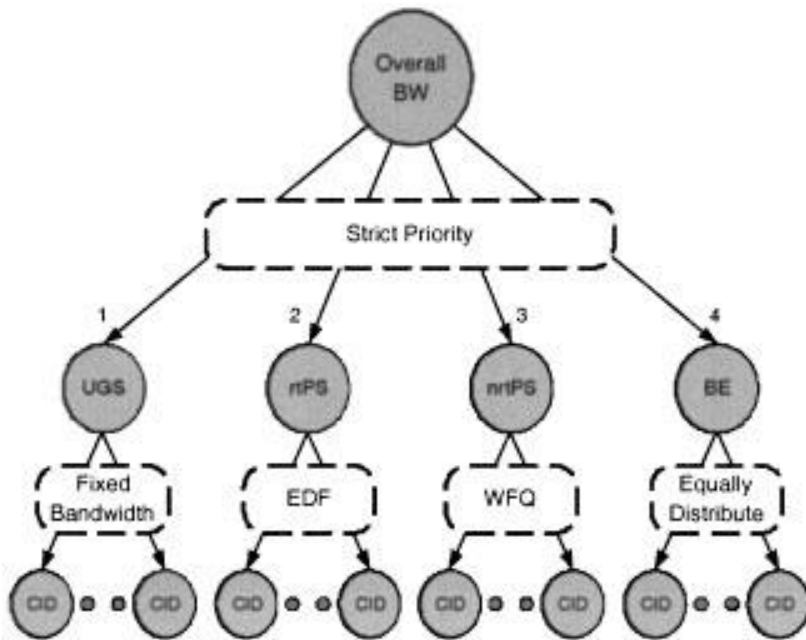 Overall
BW
Strict Priority
1
2
3
4
UGS
rtPS
nrtPS
BE
Fixed
Bandwidth
EDF
WFQ
Equally
Distribute
CID
CID
CID
CID
CID
CID
CID
CID